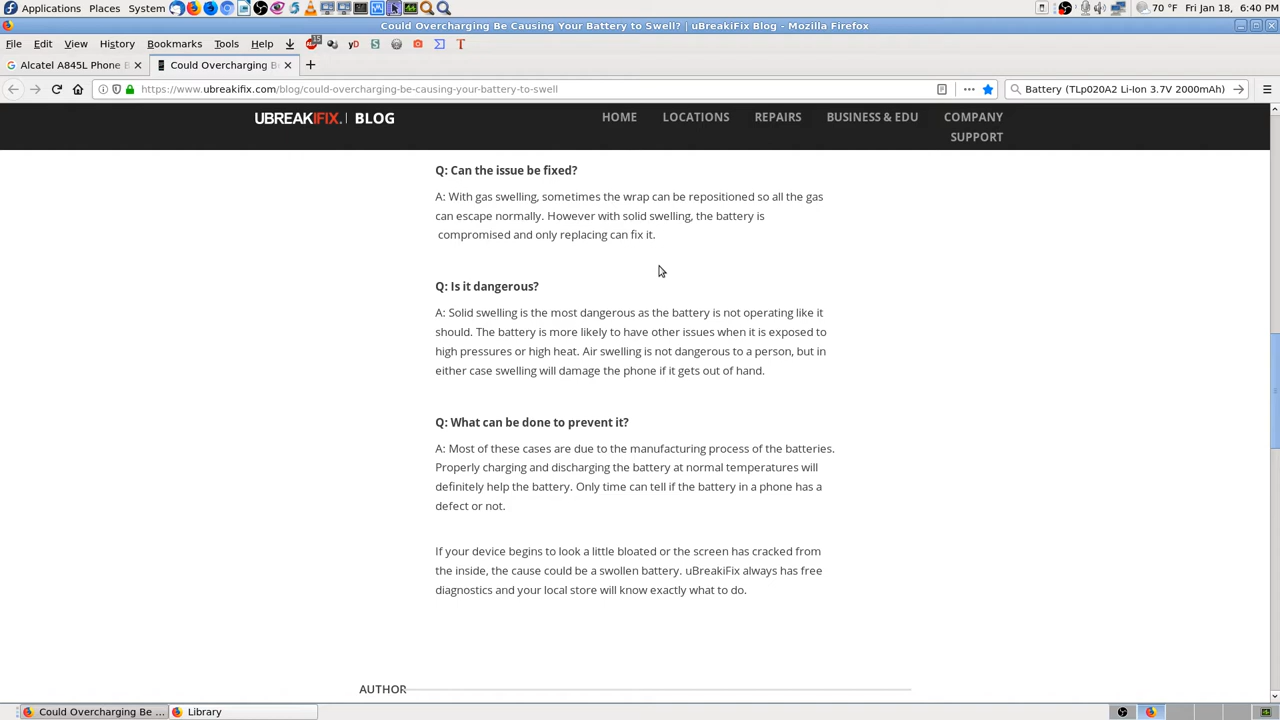 Applications Places System 70 °F Fri Jan 18, 6:40 PM
Could Overcharging Be Causing Your Battery to Swell? | uBreakiFix Blog - Mozilla Firefox
File Edit View History Bookmarks Tools Help 15 yD S Σ T
Alcatel A845L Phone B Could Overcharging B
https://www.ubreakifix.com/blog/could-overcharging-be-causing-your-battery-to-swell Battery (TLp020A2 Li-Ion 3.7V 2000mAh)
UBREAKIFIX. | BLOG HOME LOCATIONS REPAIRS BUSINESS & EDU COMPANY
SUPPORT
Q: Can the issue be fixed?
A: With gas swelling, sometimes the wrap can be repositioned so all the gas
can escape normally. However with solid swelling, the battery is
compromised and only replacing can fix it.
Q: Is it dangerous?
A: Solid swelling is the most dangerous as the battery is not operating like it
should. The battery is more likely to have other issues when it is exposed to
high pressures or high heat. Air swelling is not dangerous to a person, but in
either case swelling will damage the phone if it gets out of hand.
Q: What can be done to prevent it?
A: Most of these cases are due to the manufacturing process of the batteries.
Properly charging and discharging the battery at normal temperatures will
definitely help the battery. Only time can tell if the battery in a phone has a
defect or not.
If your device begins to look a little bloated or the screen has cracked from
the inside, the cause could be a swollen battery. uBreakiFix always has free
diagnostics and your local store will know exactly what to do.
AUTHOR
Could Overcharging Be ... Library